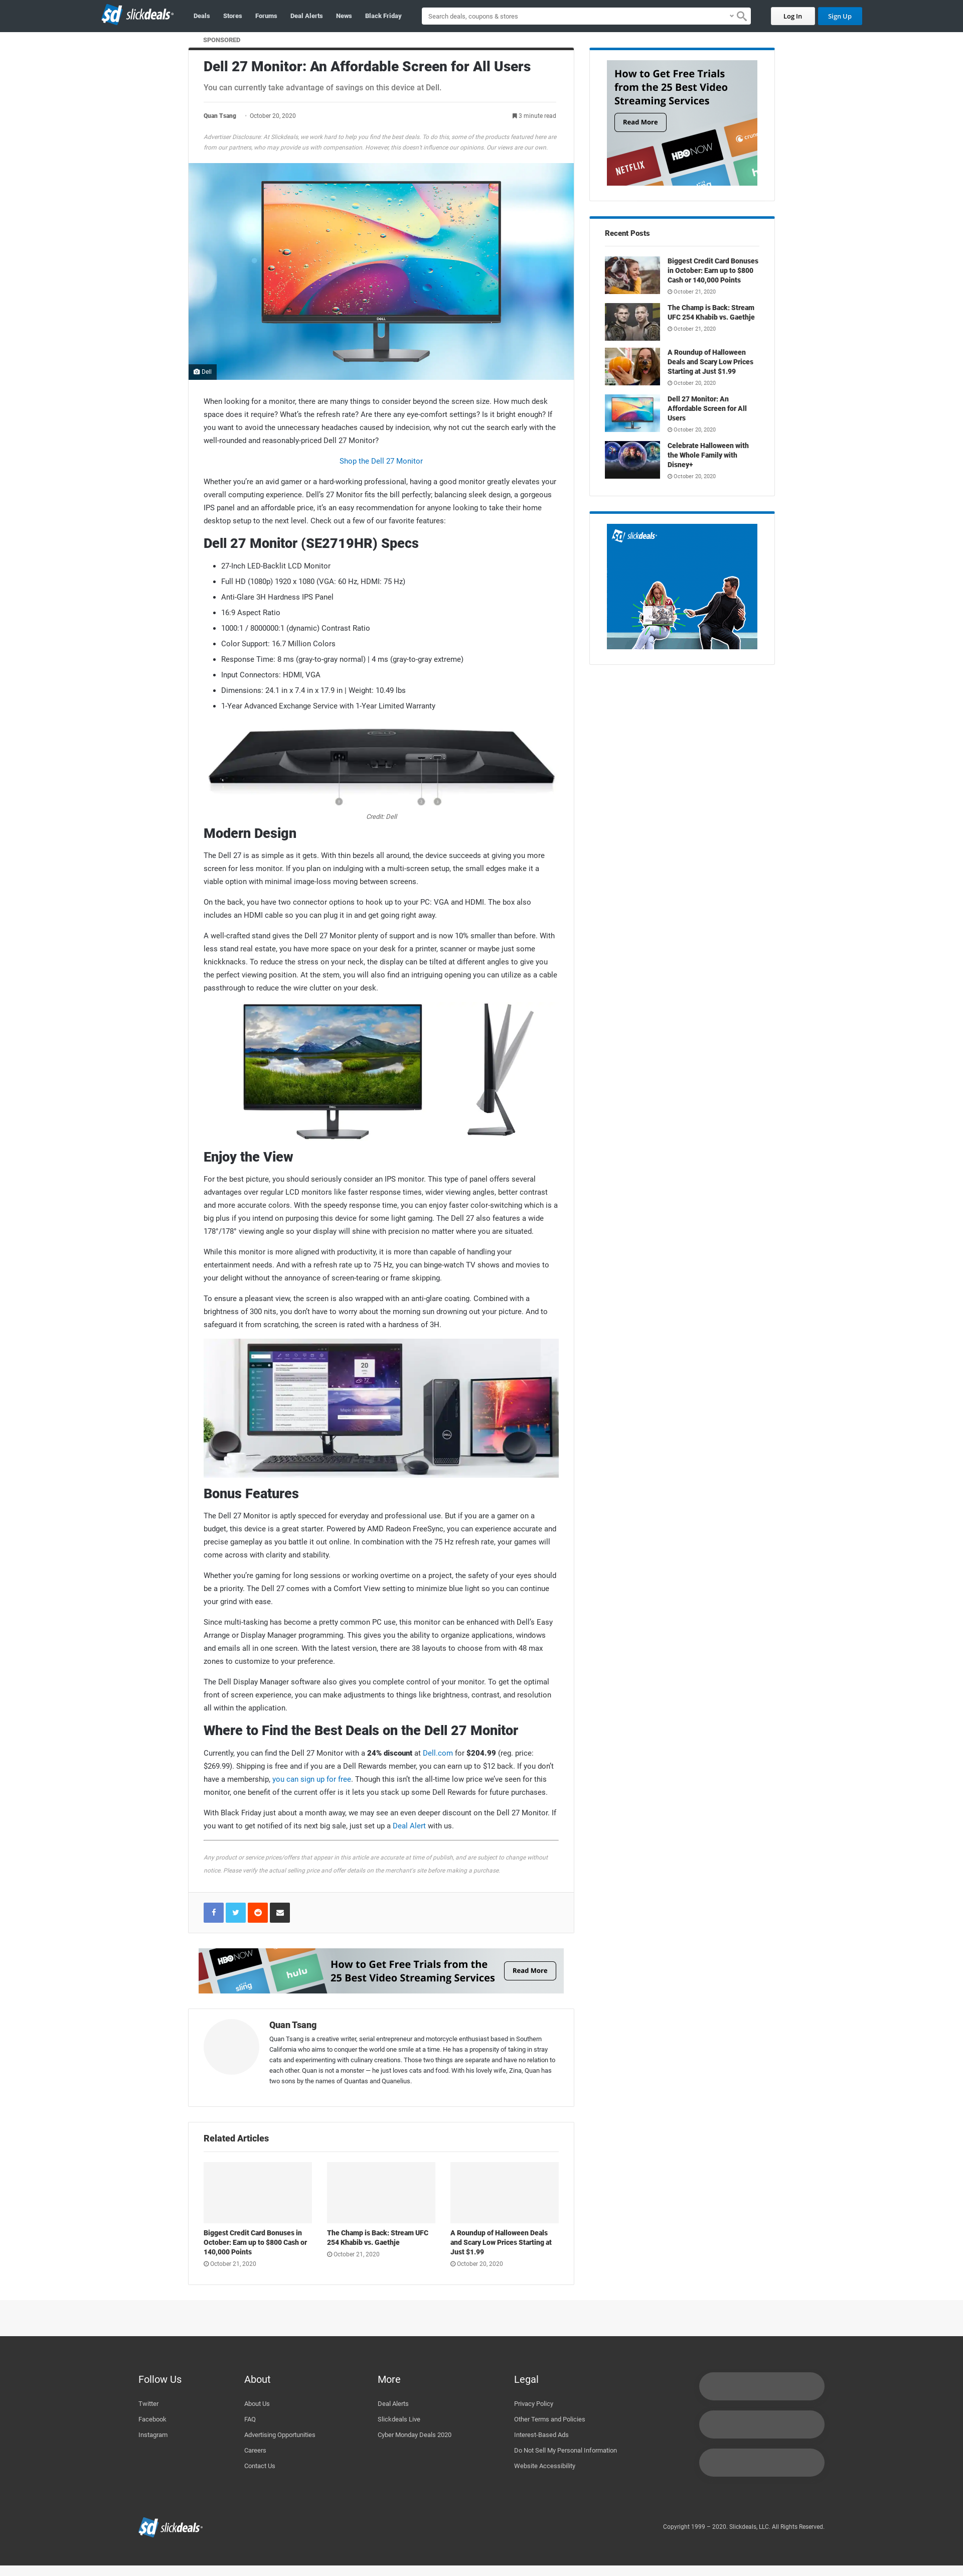 slickdeals
Deals Stores Forums Deal Alerts News Black Friday
Search deals, coupons & stores
Log In
Sign Up
SPONSORED
Dell 27 Monitor: An Affordable Screen for All Users
You can currently take advantage of savings on this device at Dell.
Quan Tsang · October 20, 2020
3 minute read
Advertiser Disclosure: At Slickdeals, we work hard to help you find the best deals. To do this, some of the products featured here are
from our partners, who may provide us with compensation. However, this doesn't influence our opinions. Our views are our own.
DELL
Dell
When looking for a monitor, there are many things to consider beyond the screen size. How much desk
space does it require? What's the refresh rate? Are there any eye-comfort settings? Is it bright enough? If
you want to avoid the unnecessary headaches caused by indecision, why not cut the search early with the
well-rounded and reasonably-priced Dell 27 Monitor?
Shop the Dell 27 Monitor
Whether you're an avid gamer or a hard-working professional, having a good monitor greatly elevates your
overall computing experience. Dell's 27 Monitor fits the bill perfectly; balancing sleek design, a gorgeous
IPS panel and an affordable price, it's an easy recommendation for anyone looking to take their home
desktop setup to the next level. Check out a few of our favorite features:
Dell 27 Monitor (SE2719HR) Specs
• 27-Inch LED-Backlit LCD Monitor
• Full HD (1080p) 1920 x 1080 (VGA: 60 Hz, HDMI: 75 Hz)
• Anti-Glare 3H Hardness IPS Panel
• 16:9 Aspect Ratio
• 1000:1 / 8000000:1 (dynamic) Contrast Ratio
• Color Support: 16.7 Million Colors
• Response Time: 8 ms (gray-to-gray normal) | 4 ms (gray-to-gray extreme)
• Input Connectors: HDMI, VGA
• Dimensions: 24.1 in x 7.4 in x 17.9 in | Weight: 10.49 lbs
• 1-Year Advanced Exchange Service with 1-Year Limited Warranty
Credit: Dell
Modern Design
The Dell 27 is as simple as it gets. With thin bezels all around, the device succeeds at giving you more
screen for less monitor. If you plan on indulging with a multi-screen setup, the small edges make it a
viable option with minimal image-loss moving between screens.
On the back, you have two connector options to hook up to your PC: VGA and HDMI. The box also
includes an HDMI cable so you can plug it in and get going right away.
A well-crafted stand gives the Dell 27 Monitor plenty of support and is now 10% smaller than before. With
less stand real estate, you have more space on your desk for a printer, scanner or maybe just some
knickknacks. To reduce the stress on your neck, the display can be tilted at different angles to give you
the perfect viewing position. At the stem, you will also find an intriguing opening you can utilize as a cable
passthrough to reduce the wire clutter on your desk.
Enjoy the View
For the best picture, you should seriously consider an IPS monitor. This type of panel offers several
advantages over regular LCD monitors like faster response times, wider viewing angles, better contrast
and more accurate colors. With the speedy response time, you can enjoy faster color-switching which is a
big plus if you intend on purposing this device for some light gaming. The Dell 27 also features a wide
178°/178° viewing angle so your display will shine with precision no matter where you are situated.
While this monitor is more aligned with productivity, it is more than capable of handling your
entertainment needs. And with a refresh rate up to 75 Hz, you can binge-watch TV shows and movies to
your delight without the annoyance of screen-tearing or frame skipping.
To ensure a pleasant view, the screen is also wrapped with an anti-glare coating. Combined with a
brightness of 300 nits, you don't have to worry about the morning sun drowning out your picture. And to
safeguard it from scratching, the screen is rated with a hardness of 3H.
20
Bonus Features
The Dell 27 Monitor is aptly specced for everyday and professional use. But if you are a gamer on a
budget, this device is a great starter. Powered by AMD Radeon FreeSync, you can experience accurate and
precise gameplay as you battle it out online. In combination with the 75 Hz refresh rate, your games will
come across with clarity and stability.
Whether you're gaming for long sessions or working overtime on a project, the safety of your eyes should
be a priority. The Dell 27 comes with a Comfort View setting to minimize blue light so you can continue
your grind with ease.
Since multi-tasking has become a pretty common PC use, this monitor can be enhanced with Dell's Easy
Arrange or Display Manager programming. This gives you the ability to organize applications, windows
and emails all in one screen. With the latest version, there are 38 layouts to choose from with 48 max
zones to customize to your preference.
The Dell Display Manager software also gives you complete control of your monitor. To get the optimal
front of screen experience, you can make adjustments to things like brightness, contrast, and resolution
all within the application.
Where to Find the Best Deals on the Dell 27 Monitor
Currently, you can find the Dell 27 Monitor with a 24% discount at Dell.com for $204.99 (reg. price:
$269.99). Shipping is free and if you are a Dell Rewards member, you can earn up to $12 back. If you don't
have a membership, you can sign up for free. Though this isn't the all-time low price we've seen for this
monitor, one benefit of the current offer is it lets you stack up some Dell Rewards for future purchases.
With Black Friday just about a month away, we may see an even deeper discount on the Dell 27 Monitor. If
you want to get notified of its next big sale, just set up a Deal Alert with us.
Any product or service prices/offers that appear in this article are accurate at time of publish, and are subject to change without
notice. Please verify the actual selling price and offer details on the merchant's site before making a purchase.
HBO NOW
sling
hulu
How to Get Free Trials from the
25 Best Video Streaming Services
Read More
Quan Tsang
Quan Tsang is a creative writer, serial entrepreneur and motorcycle enthusiast based in Southern
California who aims to conquer the world one smile at a time. He has a propensity of taking in stray
cats and experimenting with culinary creations. Those two things are separate and have no relation to
each other. Quan is not a monster — he just loves cats and food. With his lovely wife, Zina, Quan has
two sons by the names of Quantas and Quanelius.
Related Articles
Biggest Credit Card Bonuses in
October: Earn up to $800 Cash or
140,000 Points
October 21, 2020
The Champ is Back: Stream UFC
254 Khabib vs. Gaethje
October 21, 2020
A Roundup of Halloween Deals
and Scary Low Prices Starting at
Just $1.99
October 20, 2020
How to Get Free Trials
from the 25 Best Video
Streaming Services
Read More
NETFLIX
HBO NOW
Recent Posts
Biggest Credit Card Bonuses
in October: Earn up to $800
Cash or 140,000 Points
October 21, 2020
The Champ is Back: Stream
UFC 254 Khabib vs. Gaethje
October 21, 2020
A Roundup of Halloween
Deals and Scary Low Prices
Starting at Just $1.99
October 20, 2020
Dell 27 Monitor: An
Affordable Screen for All
Users
October 20, 2020
Celebrate Halloween with
the Whole Family with
Disney+
October 20, 2020
slickdeals
Follow Us
Twitter
Facebook
Instagram
About
About Us
FAQ
Advertising Opportunities
Careers
Contact Us
More
Deal Alerts
Slickdeals Live
Cyber Monday Deals 2020
Legal
Privacy Policy
Other Terms and Policies
Interest-Based Ads
Do Not Sell My Personal Information
Website Accessibility
slickdeals
Copyright 1999 – 2020. Slickdeals, LLC. All Rights Reserved.